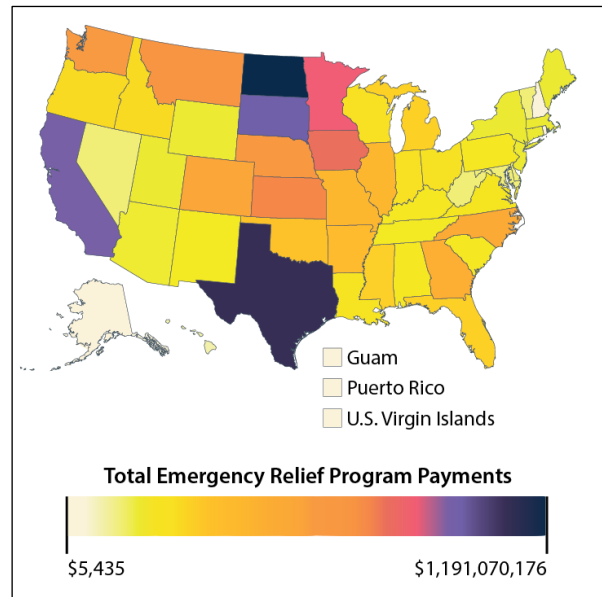 Guam
Puerto Rico
U.S. Virgin Islands
Total Emergency Relief Program Payments
$5,435
$1,191,070,176